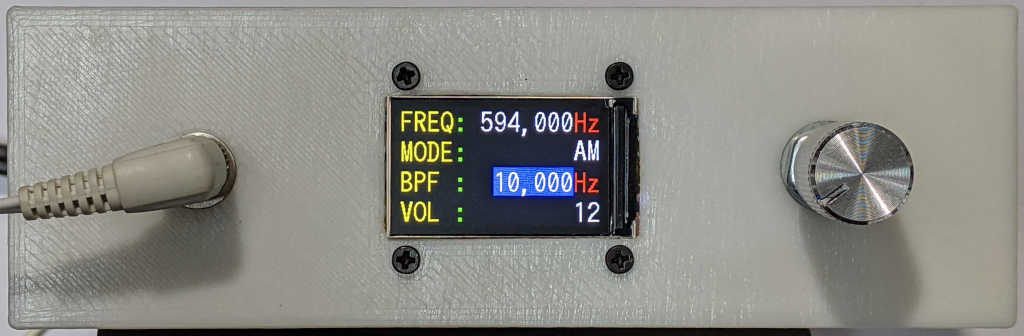 FREQ: 594,000Hz
MODE: AM
BPF : 10,000Hz
VOL : 12